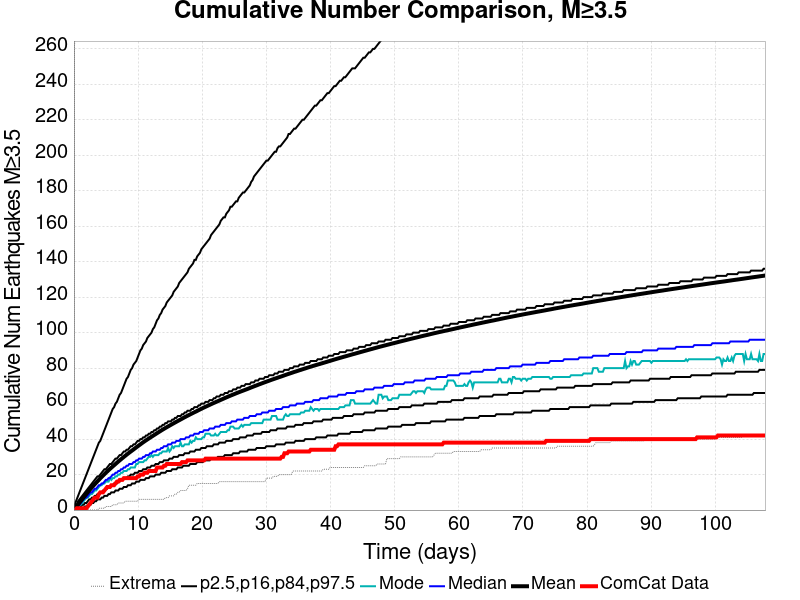 Cumulative Number Comparison, M≥3.5
Cumulative Num Earthquakes M≥3.5
260
240
220
200
180
160
140
120
100
80
60
40
20
0
0 10 20 30 40 50 60 70 80 90 100
Time (days)
Extrema p2.5,p16,p84,p97.5 Mode Median Mean ComCat Data